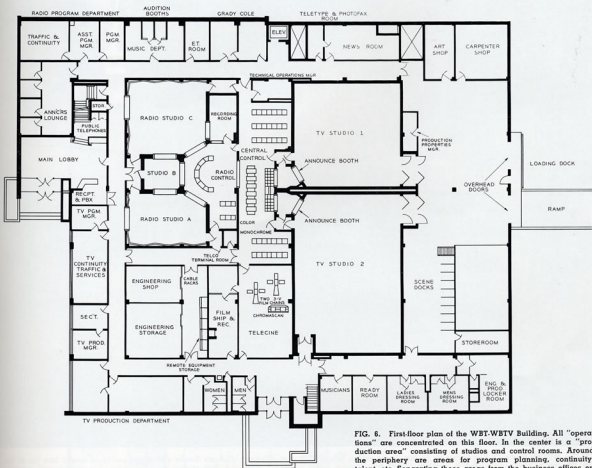 RADIO PROGRAM DEPARTMENT
AUDITION
BOOTHS
GRADY COLE
TELETYPE & PHOTOFAX
ROOM
TRAFFIC &
CONTINUITY
ASST.
PGM.
MGR.
PGM.
MGR.
MUSIC DEPT.
E.T.
ROOM
ELEV
NEWS ROOM
ART
SHOP
CARPENTER
SHOP
TECHNICAL OPERATIONS MGR
STOR.
ANNCRS
LOUNGE
PUBLIC
TELEPHONES
RADIO STUDIO C
RECORDING
ROOM
TV STUDIO 1
PRODUCTION
PROPERTIES
MGR.
MAIN LOBBY
CENTRAL
CONTROL
ANNOUNCE BOOTH
LOADING DOCK
STUDIO B
RADIO
CONTROL
OVERHEAD
DOORS
RECPT.
& PBX
RAMP
TV PGM.
MGR.
RADIO STUDIO A
COLOR
ANNOUNCE BOOTH
MONOCHROME
TV
CONTINUITY
TRAFFIC &
SERVICES
TELCO
TERMINAL ROOM
TV STUDIO 2
ENGINEERING
SHOP
CABLE
RACKS
SCENE
DOCKS
TWO 3-V
FILM CHAINS
CHROMASCAN
SEC'T.
ENGINEERING
STORAGE
FILM
SHIP &
REC.
TELECINE
TV PROD.
MGR.
STOREROOM
REMOTE EQUIPMENT
STORAGE
WOMEN
MEN
MUSICIANS
READY
ROOM
LADIES
DRESSING
ROOM
MENS
DRESSING
ROOM
ENG &
PROD
LOCKER
ROOM
TV PRODUCTION DEPARTMENT
FIG. 6. First-floor plan of the WBT-WBTV Building. All "opera-
tions" are concentrated on this floor. In the center is a "pro-
duction area" consisting of studios and control rooms. Around
the periphery are areas for program planning, continuity